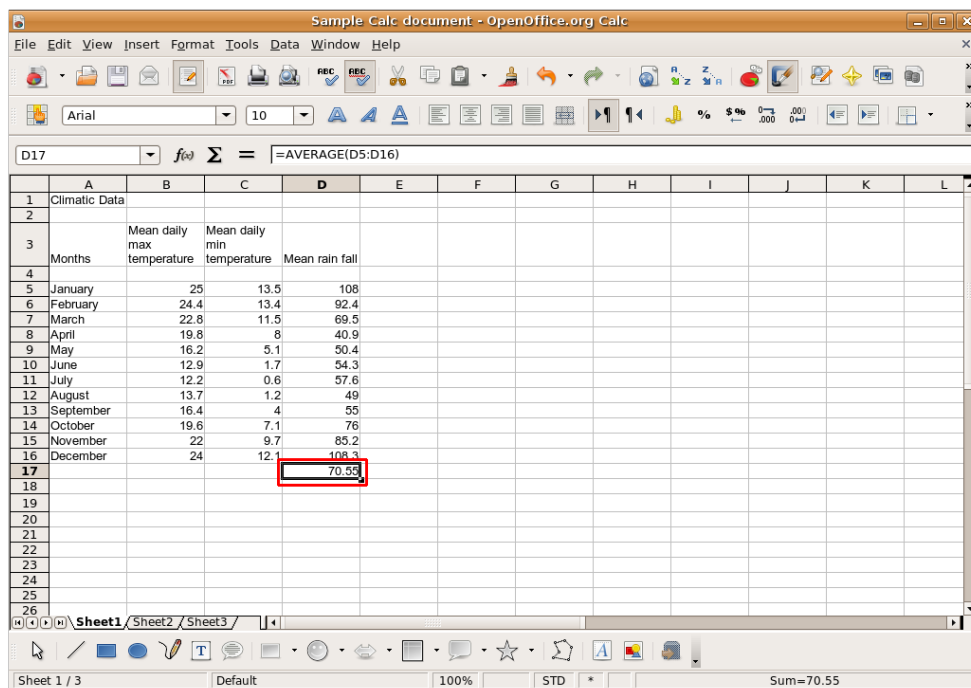 Sample Calc document - OpenOffice.org Calc
File Edit View Insert Format Tools Data Window Help
Arial 10
D17 f(x) Σ = =AVERAGE(D5:D16)
A B C D E F G H I J K L
1 Climatic Data
2
3 Months Mean daily max temperature Mean daily min temperature Mean rain fall
4
5 January 25 13.5 108
6 February 24.4 13.4 92.4
7 March 22.8 11.5 69.5
8 April 19.8 8 40.9
9 May 16.2 5.1 50.4
10 June 12.9 1.7 54.3
11 July 12.2 0.6 57.6
12 August 13.7 1.2 49
13 September 16.4 4 55
14 October 19.6 7.1 76
15 November 22 9.7 85.2
16 December 24 12.1 108.3
17 70.55
18
19
20
21
22
23
24
25
26
Sheet1 Sheet2 Sheet3
Sheet 1 / 3 Default 100% STD * Sum=70.55